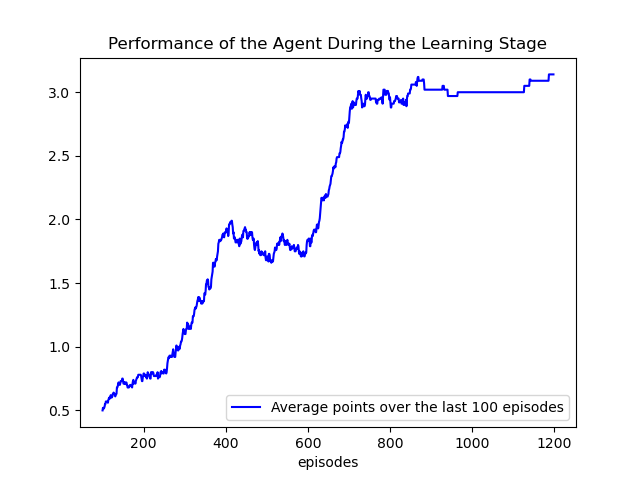 Performance of the Agent During the Learning Stage
3.0
2.5
2.0
1.5
1.0
0.5
Average points over the last 100 episodes
200 400 600 800 1000 1200
episodes